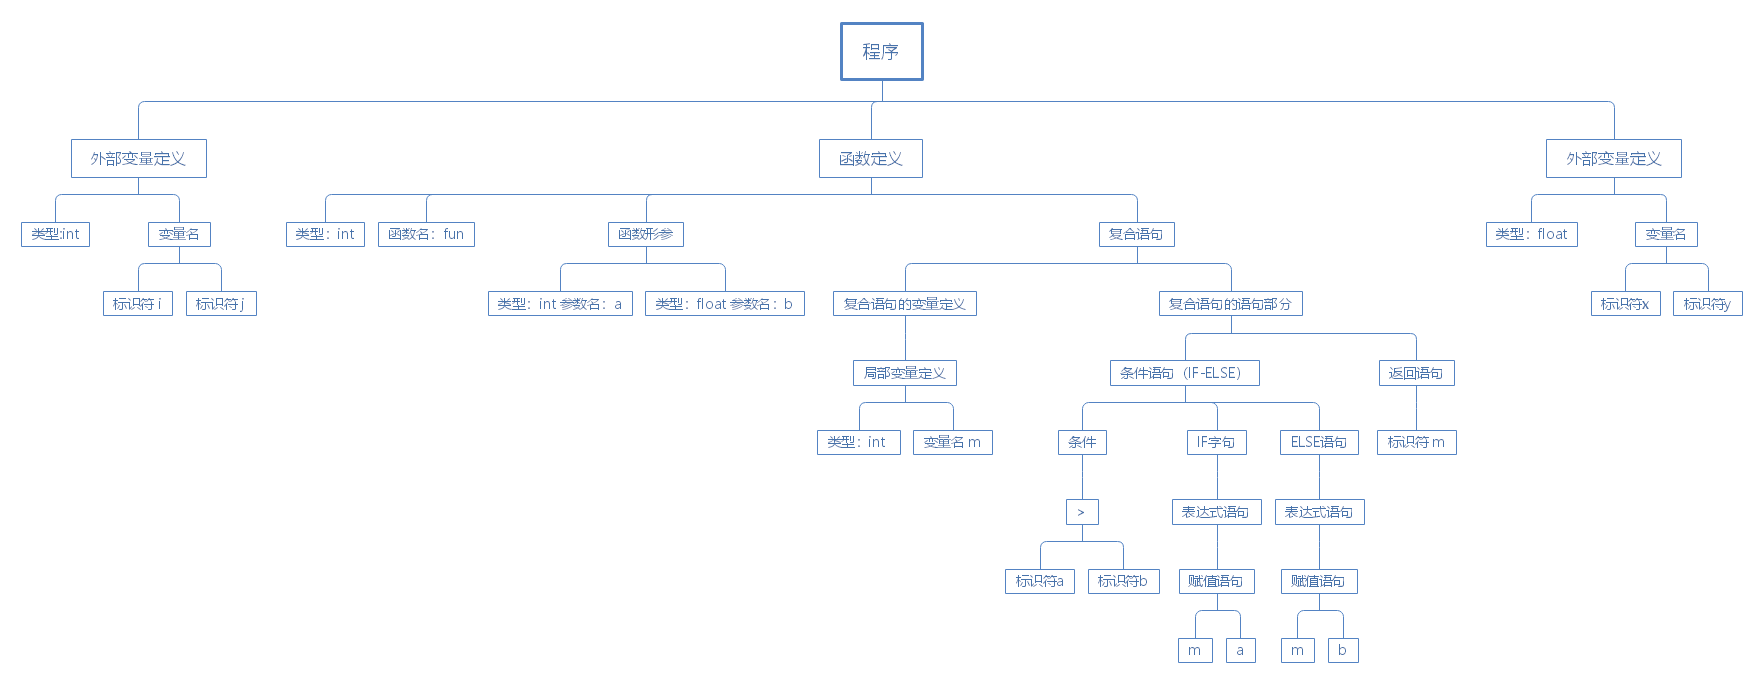 程序
外部变量定义
函数定义
外部变量定义
类型:int
变量名
类型：int
函数名：fun
函数形参
复合语句
类型：float
变量名
标识符 i
标识符 j
类型：int 参数名：a
类型：float 参数名：b
复合语句的变量定义
复合语句的语句部分
标识符x
标识符y
局部变量定义
条件语句（IF-ELSE）
返回语句
类型：int
变量名 m
条件
IF字句
ELSE语句
标识符 m
>
表达式语句
表达式语句
标识符a
标识符b
赋值语句
赋值语句
m
a
m
b